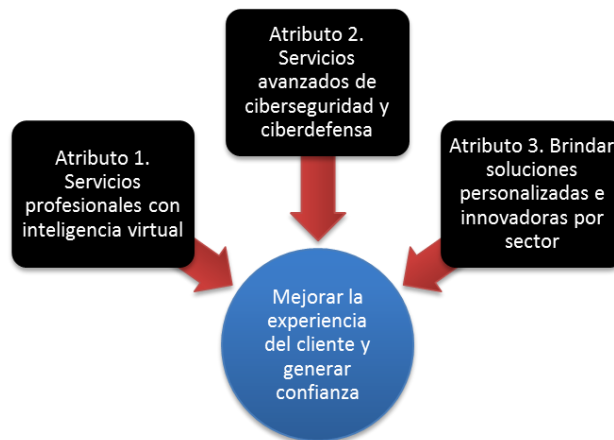 Atributo 1.
Servicios
profesionales con
inteligencia virtual
Atributo 2.
Servicios
avanzados de
ciberseguridad y
ciberdefensa
Atributo 3. Brindar
soluciones
personalizadas e
innovadoras por
sector
Mejorar la
experiencia
del cliente y
generar
confianza